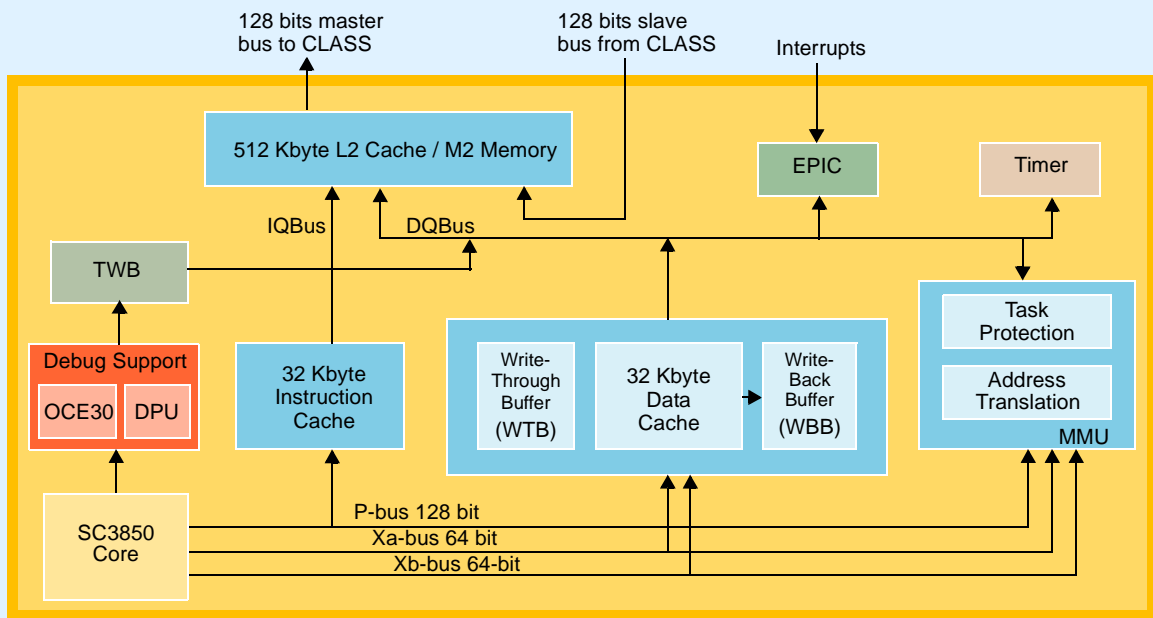 128 bits master
bus to CLASS
128 bits slave
bus from CLASS
Interrupts
512 Kbyte L2 Cache / M2 Memory
EPIC
Timer
IQBus
DQBus
TWB
Task
Protection
Address
Translation
MMU
Debug Support
OCE30
DPU
32 Kbyte
Instruction
Cache
Write-
Through
Buffer
(WTB)
32 Kbyte
Data
Cache
Write-
Back
Buffer
(WBB)
SC3850
Core
P-bus 128 bit
Xa-bus 64 bit
Xb-bus 64-bit